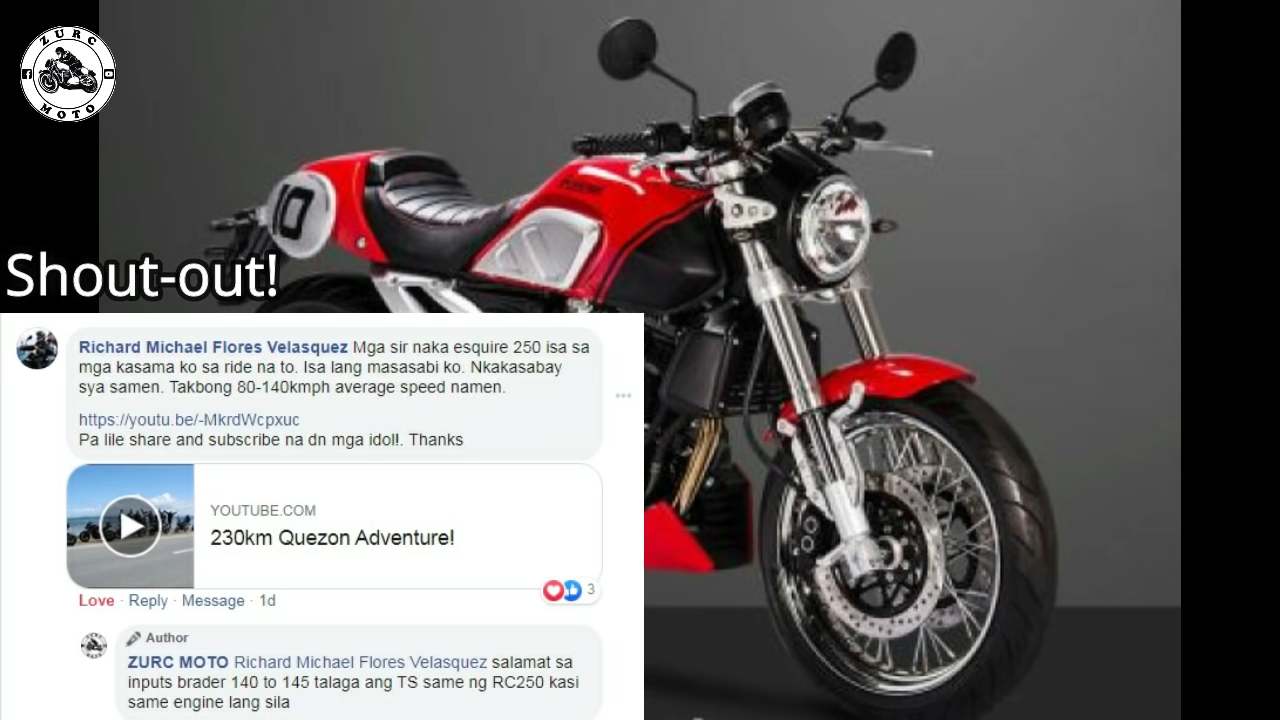 ZURC
MOTO
10
Shout-out!
Richard Michael Flores Velasquez Mga sir naka esquire 250 isa sa
mga kasama ko sa ride na to. Isa lang masasabi ko. Nkakasabay
sya samen. Takbong 80-140kmph average speed namen.
https://youtu.be/-MkrdWcpxuc
Pa lile share and subscribe na dn mga idol!. Thanks
YOUTUBE.COM
230km Quezon Adventure!
Love · Reply · Message · 1d
3
Author
ZURC MOTO Richard Michael Flores Velasquez salamat sa
inputs brader 140 to 145 talaga ang TS same ng RC250 kasi
same engine lang sila